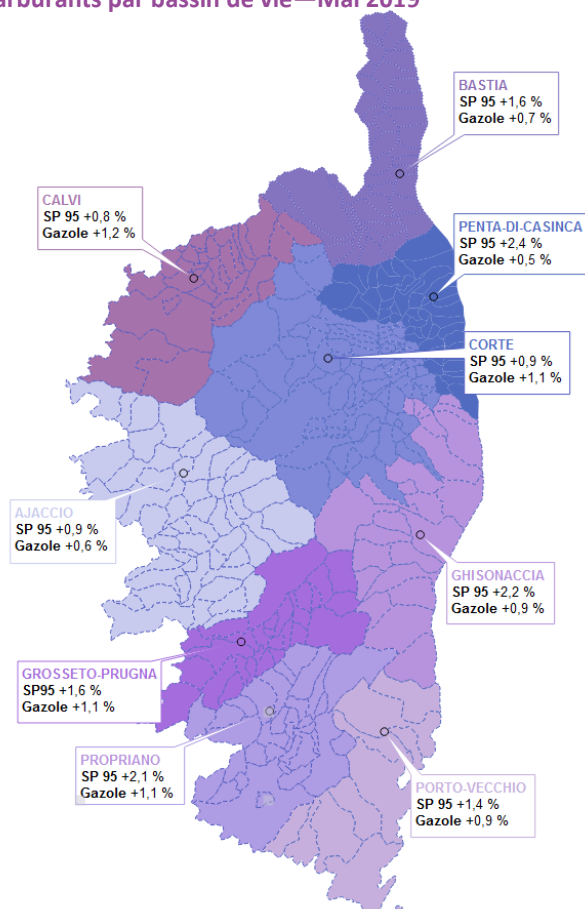 arburants par bassin de vie—Mai 2019
BASTIA
SP 95 +1,6 %
Gazole +0,7 %
CALVI
SP 95 +0,8 %
Gazole +1,2 %
PENTA-DI-CASINCA
SP 95 +2,4 %
Gazole +0,5 %
CORTE
SP 95 +0,9 %
Gazole +1,1 %
AJACCIO
SP 95 +0,9 %
Gazole +0,6 %
GHISONACCIA
SP 95 +2,2 %
Gazole +0,9 %
GROSSETO-PRUGNA
SP95 +1,6 %
Gazole +1,1 %
PROPRIANO
SP 95 +2,1 %
Gazole +1,1 %
PORTO-VECCHIO
SP 95 +1,4 %
Gazole +0,9 %